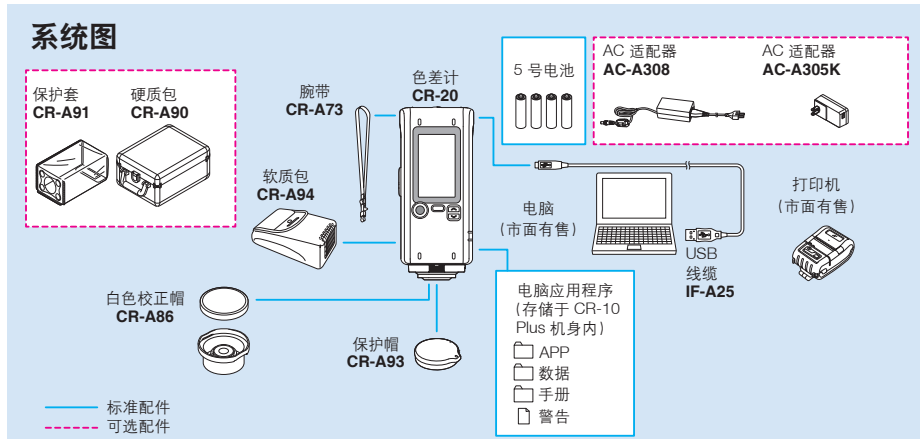 系统图
保护套
CR-A91
硬质包
CR-A90
腕带
CR-A73
色差计
CR-20
5 号电池
AC 适配器
AC-A308
AC 适配器
AC-A305K
软质包
CR-A94
电脑
(市面有售)
打印机
(市面有售)
USB
线缆
IF-A25
白色校正帽
CR-A86
保护帽
CR-A93
电脑应用程序
(存储于 CR-10
Plus 机身内)
APP
数据
手册
警告
标准配件
可选配件